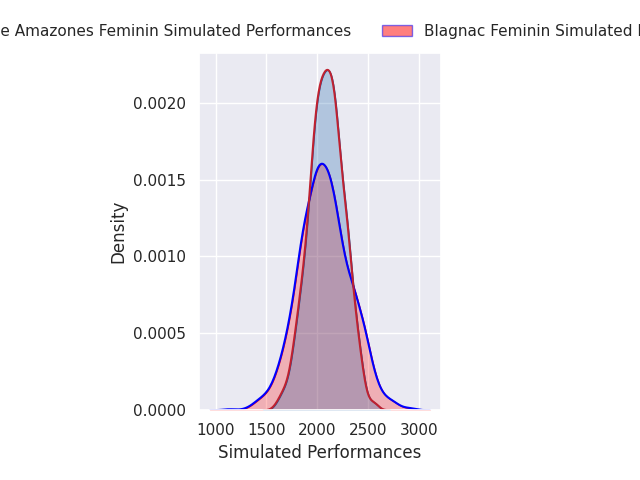 e Amazones Feminin Simulated Performances
Blagnac Feminin Simulated
0.0020
0.0015
0.0010
0.0005
0.0000
Density
1000 1500 2000 2500 3000
Simulated Performances